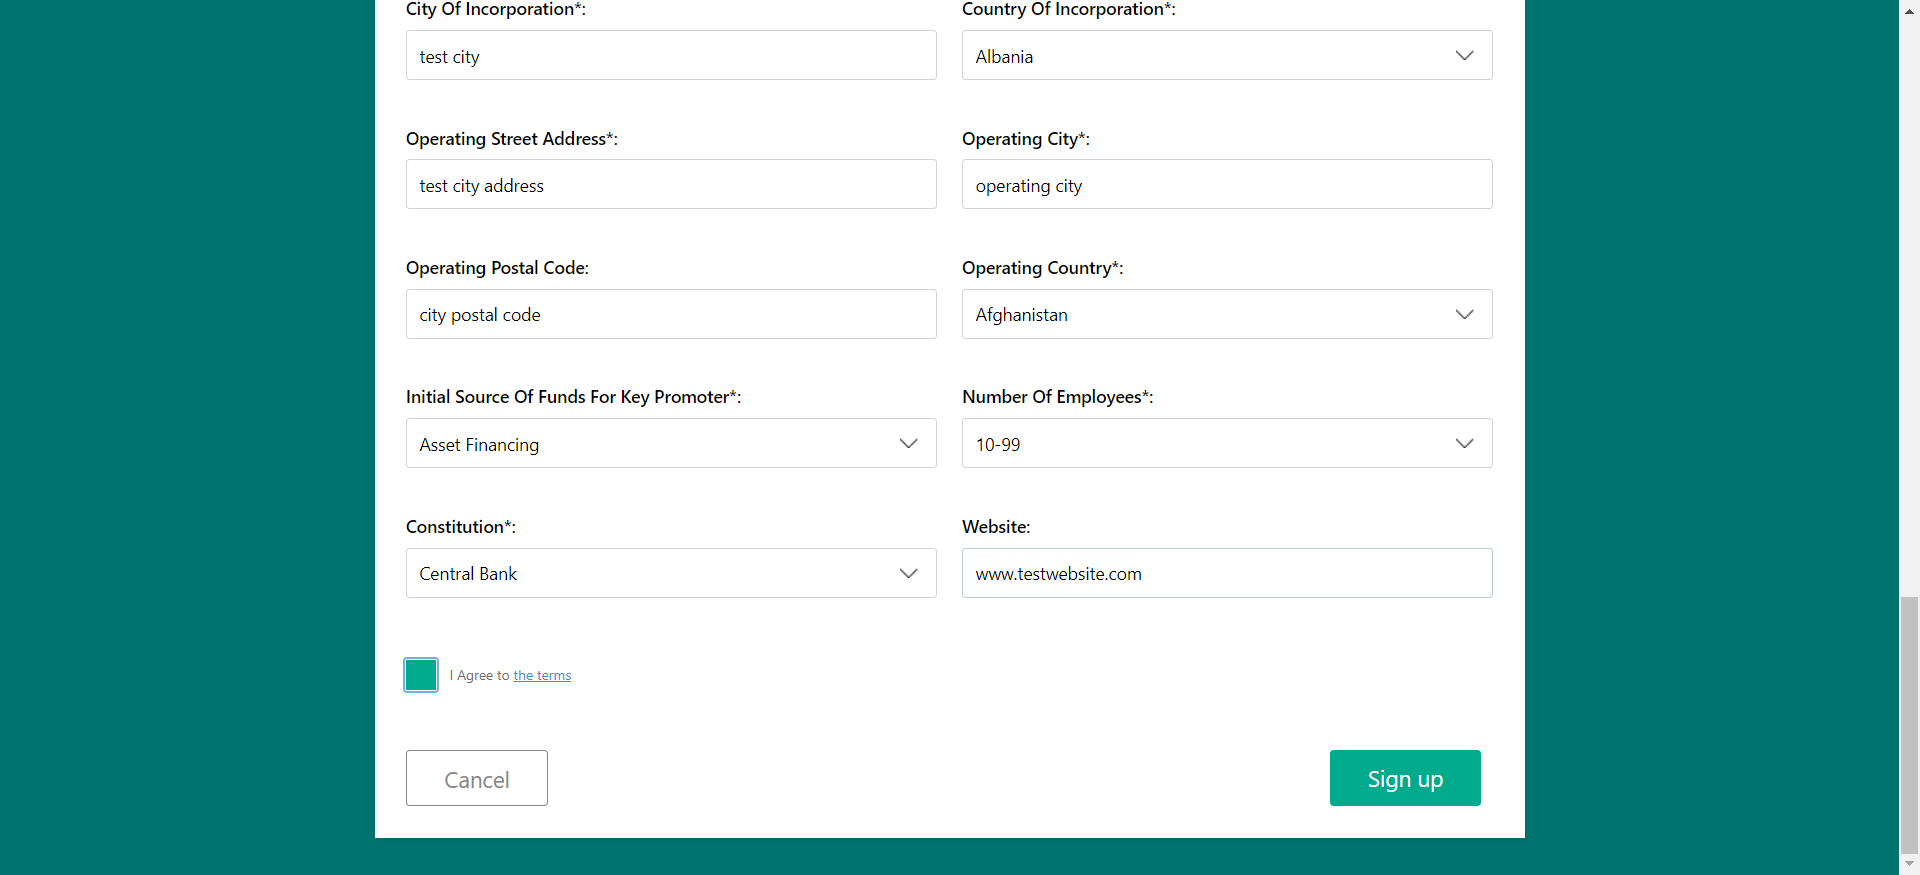 City Of Incorporation*:
Country Of Incorporation*:
test city
Albania
Operating Street Address*:
Operating City*:
test city address
operating city
Operating Postal Code:
Operating Country*:
city postal code
Afghanistan
Initial Source Of Funds For Key Promoter*:
Number Of Employees*:
Asset Financing
10-99
Constitution*:
Website:
Central Bank
www.testwebsite.com
I Agree to the terms
Cancel
Sign up